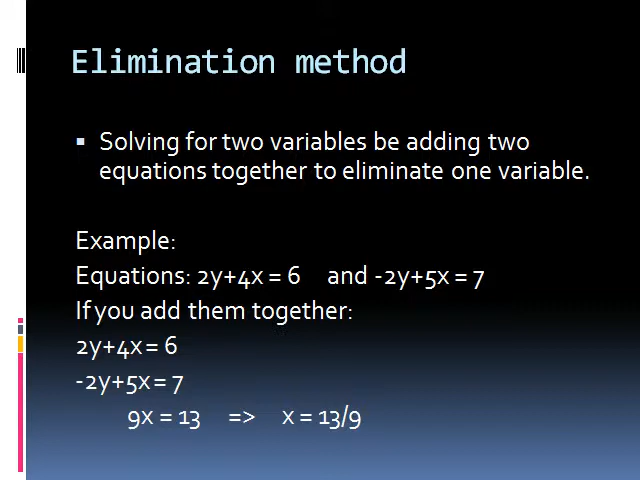 Elimination method
Solving for two variables be adding two
equations together to eliminate one variable.
Example:
Equations: 2y+4x = 6 and -2y+5x = 7
If you add them together:
2y+4x = 6
-2y+5x = 7
9x = 13 => x = 13/9